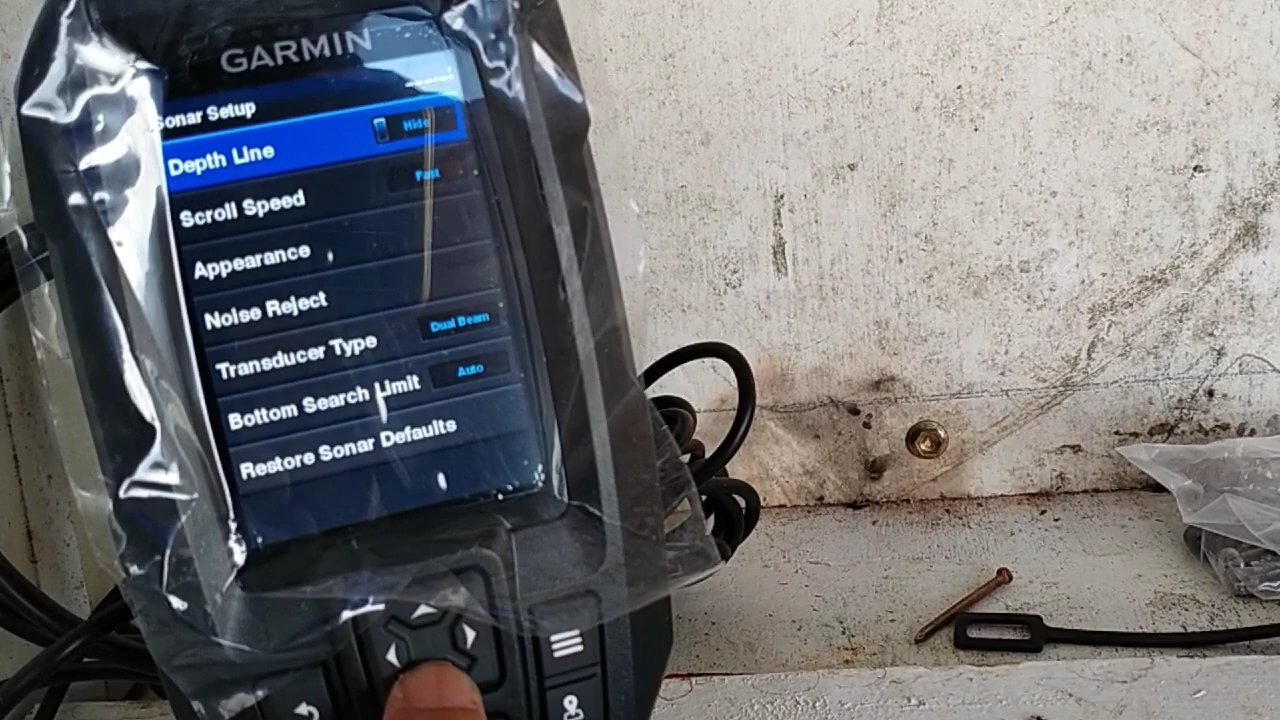 GARMIN
Sonar Setup
Depth Line Hide
Scroll Speed Fast
Appearance
Noise Reject
Transducer Type Dual Beam
Bottom Search Limit Auto
Restore Sonar Defaults